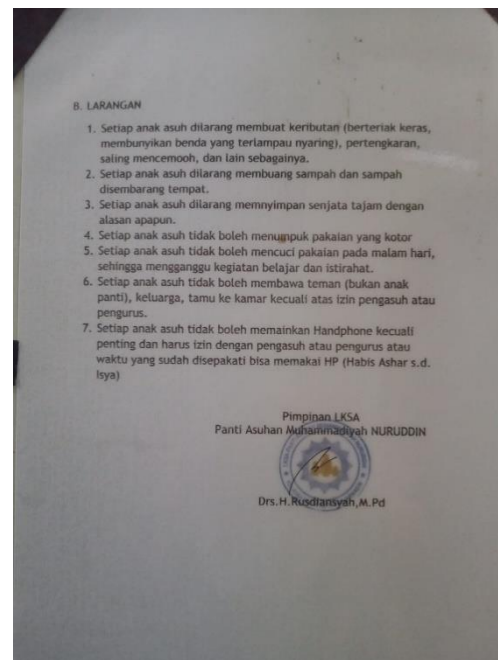 B. LARANGAN
1. Setiap anak asuh dilarang membuat keributan (berteriak keras,
membunyikan benda yang terlampau nyaring), pertengkaran,
saling mencemooh, dan lain sebagainya.
2. Setiap anak asuh dilarang membuang sampah dan sampah
disembarang tempat.
3. Setiap anak asuh dilarang memnyimpan senjata tajam dengan
alasan apapun.
4. Setiap anak asuh tidak boleh menumpuk pakaian yang kotor
5. Setiap anak asuh tidak boleh mencuci pakaian pada malam hari,
sehingga mengganggu kegiatan belajar dan istirahat.
6. Setiap anak asuh tidak boleh membawa teman (bukan anak
panti), keluarga, tamu ke kamar kecuali atas izin pengasuh atau
pengurus.
7. Setiap anak asuh tidak boleh memainkan Handphone kecuali
penting dan harus izin dengan pengasuh atau pengurus atau
waktu yang sudah disepakati bisa memakai HP (Habis Ashar s.d.
Isya)
Pimpinan LKSA
Panti Asuhan Muhammadiyah NURUDDIN
Drs.H.Rusdiansyah,M.Pd